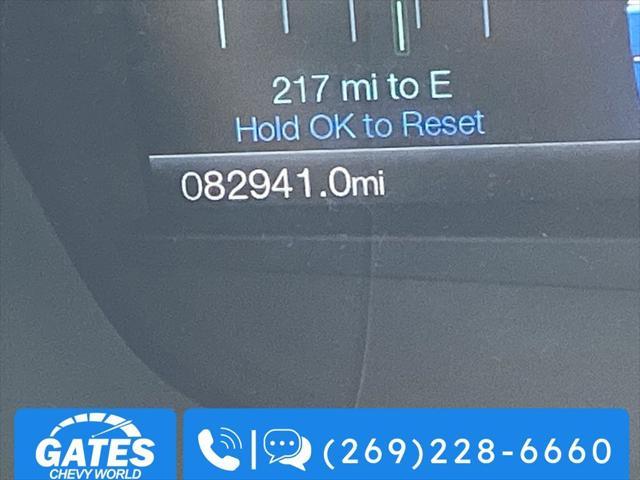 217 mi to E
Hold OK to Reset
082941.0mi
GATES
CHEVY WORLD
(269)228-6660